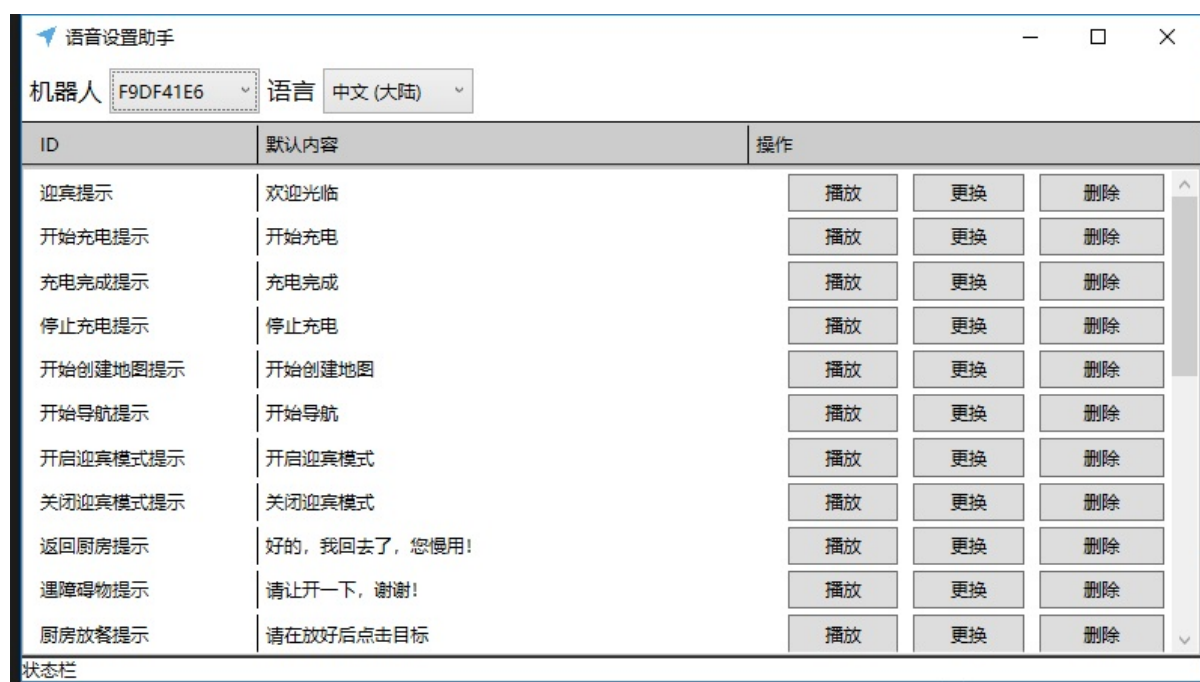 语音设置助手
机器人 F9DF41E6 语言 中文 (大陆)
ID 默认内容 操作
迎宾提示 欢迎光临 播放 更换 删除
开始充电提示 开始充电 播放 更换 删除
充电完成提示 充电完成 播放 更换 删除
停止充电提示 停止充电 播放 更换 删除
开始创建地图提示 开始创建地图 播放 更换 删除
开始导航提示 开始导航 播放 更换 删除
开启迎宾模式提示 开启迎宾模式 播放 更换 删除
关闭迎宾模式提示 关闭迎宾模式 播放 更换 删除
返回厨房提示 好的，我回去了，您慢用！ 播放 更换 删除
遇障碍物提示 请让开一下，谢谢！ 播放 更换 删除
厨房放餐提示 请在放好后点击目标 播放 更换 删除
状态栏